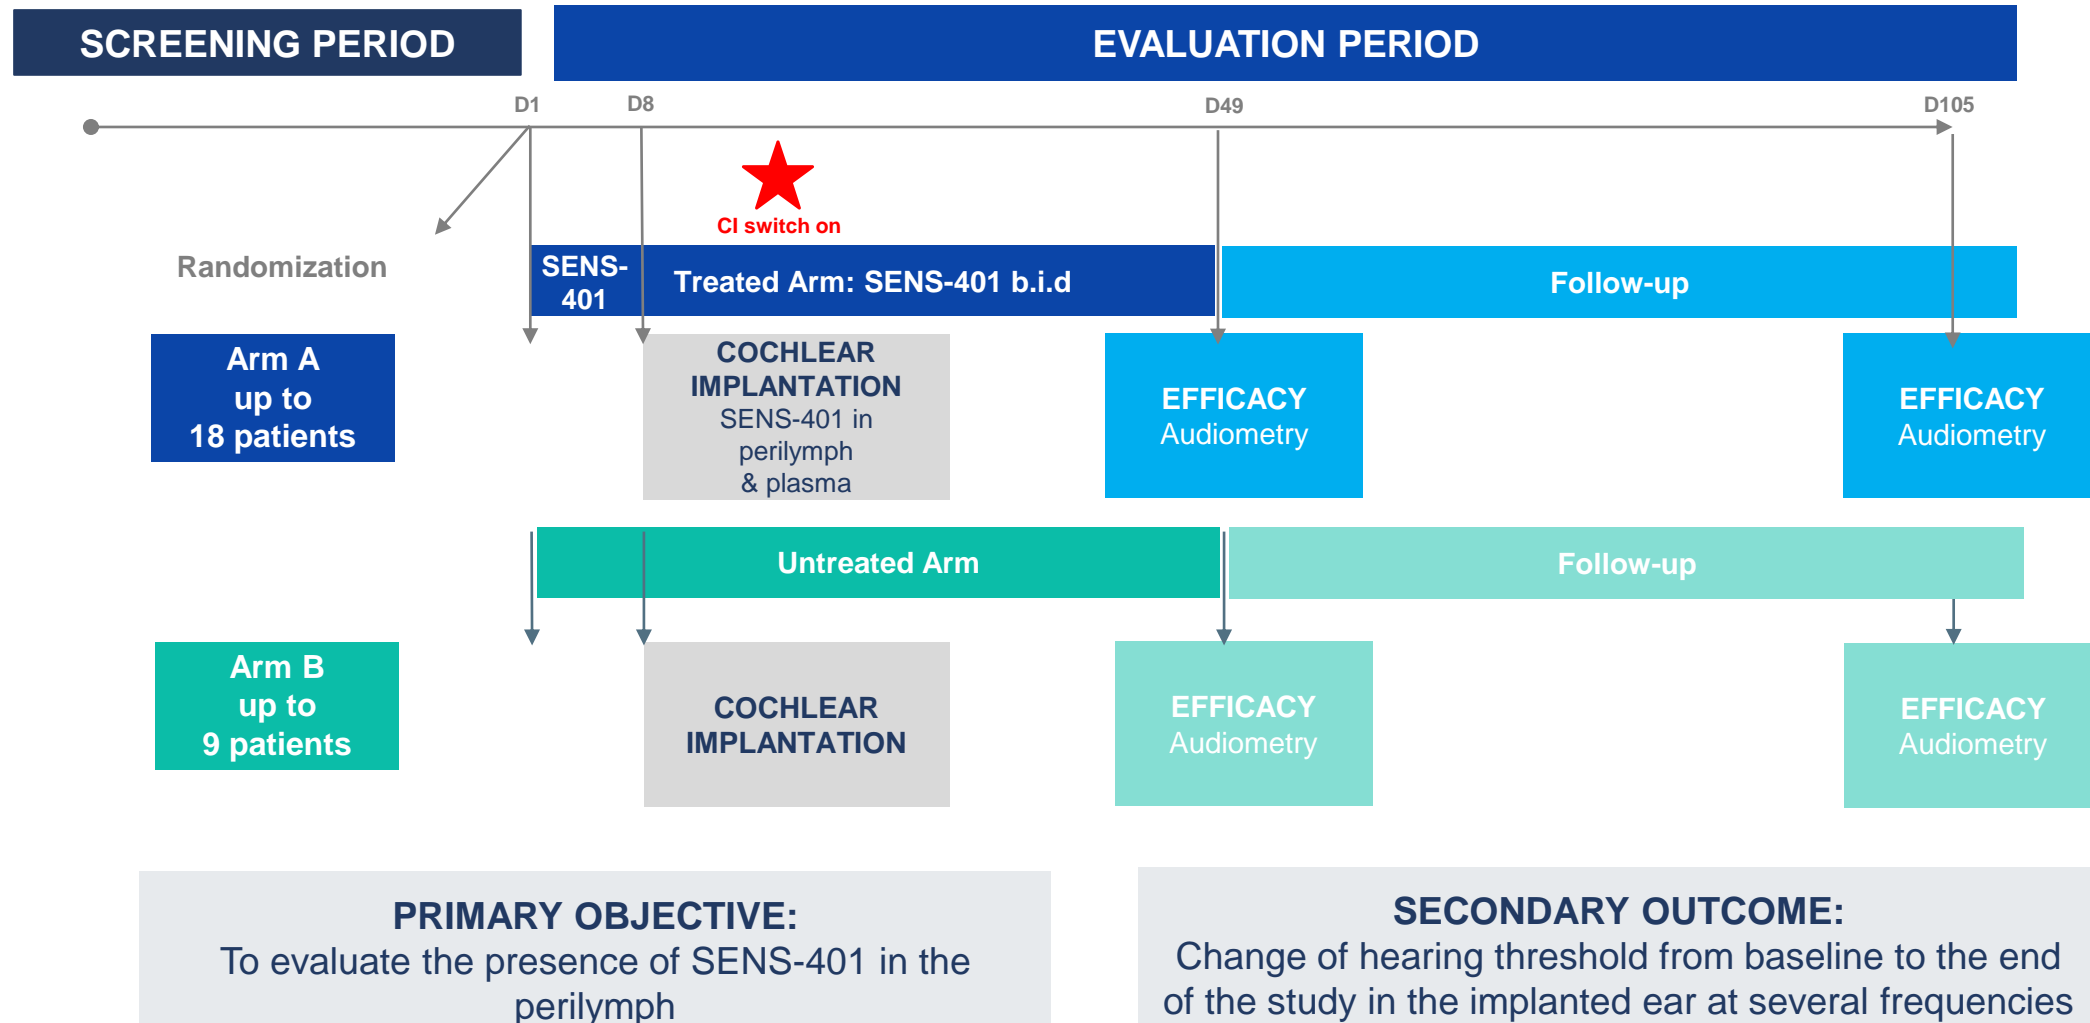 SCREENING PERIOD
EVALUATION PERIOD
D1
D8
D49
D105
CI switch on
Randomization
SENS-
401
Treated Arm: SENS-401 b.i.d
Follow-up
Arm A
up to
18 patients
COCHLEAR
IMPLANTATION
SENS-401 in
perilymph
& plasma
EFFICACY
Audiometry
EFFICACY
Audiometry
Untreated Arm
Follow-up
Arm B
up to
9 patients
COCHLEAR
IMPLANTATION
EFFICACY
Audiometry
EFFICACY
Audiometry
PRIMARY OBJECTIVE:
To evaluate the presence of SENS-401 in the
perilymph
SECONDARY OUTCOME:
Change of hearing threshold from baseline to the end
of the study in the implanted ear at several frequencies